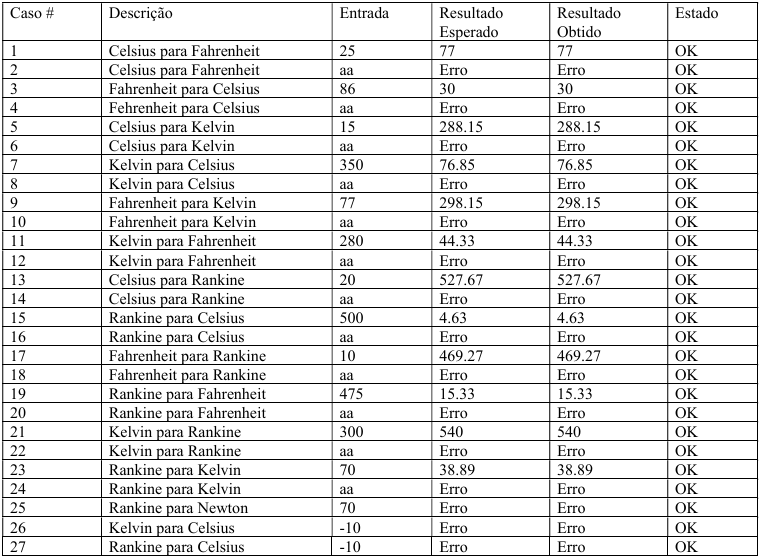 Caso # Descrição Entrada Resultado Esperado Resultado Obtido Estado
1 Celsius para Fahrenheit 25 77 77 OK
2 Celsius para Fahrenheit aa Erro Erro OK
3 Fahrenheit para Celsius 86 30 30 OK
4 Fehrenheit para Celsius aa Erro Erro OK
5 Celsius para Kelvin 15 288.15 288.15 OK
6 Celsius para Kelvin aa Erro Erro OK
7 Kelvin para Celsius 350 76.85 76.85 OK
8 Kelvin para Celsius aa Erro Erro OK
9 Fahrenheit para Kelvin 77 298.15 298.15 OK
10 Fahrenheit para Kelvin aa Erro Erro OK
11 Kelvin para Fahrenheit 280 44.33 44.33 OK
12 Kelvin para Fahrenheit aa Erro Erro OK
13 Celsius para Rankine 20 527.67 527.67 OK
14 Celsius para Rankine aa Erro Erro OK
15 Rankine para Celsius 500 4.63 4.63 OK
16 Rankine para Celsius aa Erro Erro OK
17 Fahrenheit para Rankine 10 469.27 469.27 OK
18 Fahrenheit para Rankine aa Erro Erro OK
19 Rankine para Fahrenheit 475 15.33 15.33 OK
20 Rankine para Fahrenheit aa Erro Erro OK
21 Kelvin para Rankine 300 540 540 OK
22 Kelvin para Rankine aa Erro Erro OK
23 Rankine para Kelvin 70 38.89 38.89 OK
24 Rankine para Kelvin aa Erro Erro OK
25 Rankine para Newton 70 Erro Erro OK
26 Kelvin para Celsius -10 Erro Erro OK
27 Rankine para Celsius -10 Erro Erro OK